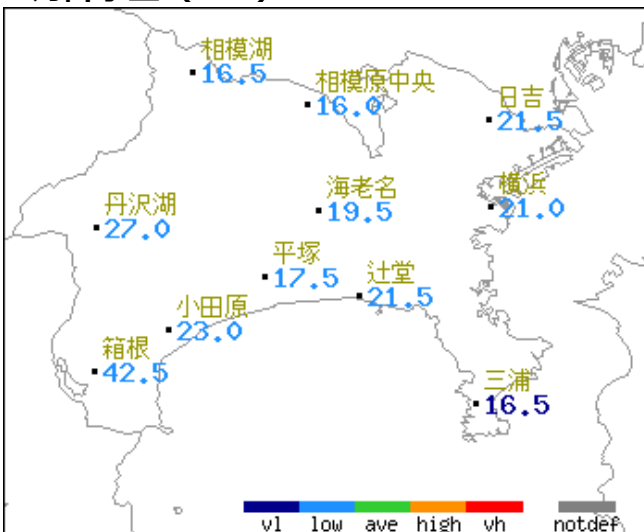 相模湖
16.5
相模原中央
16.0
日吉
21.5
海老名
19.5
横浜
21.0
丹沢湖
27.0
平塚
17.5
辻堂
21.5
小田原
23.0
箱根
42.5
三浦
16.5
vl low ave high vh notdef